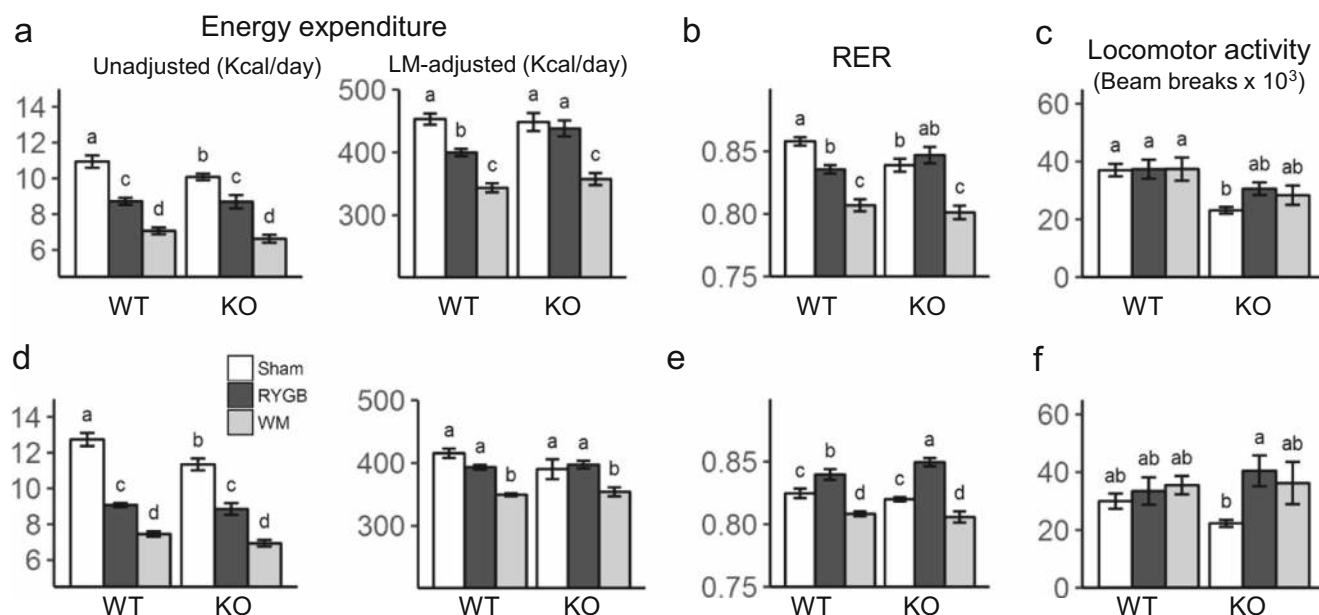 a Energy expenditure b c
Unadjusted (Kcal/day) LM-adjusted (Kcal/day) RER Locomotor activity
(Beam breaks x 10³)
14
12
10
8
6
a
c
d
b
c
d
WT KO
500
400
300
a
b
c
a
a
c
0.85
0.80
0.75
a
b
c
b
ab
c
WT KO
60
40
20
0
a
a
a
b
ab
ab
WT KO
d e f
Sham
RYGB
WM
14
12
10
8
6
a
c
d
b
c
d
WT KO
500
400
300
a
a
b
a
a
b
WT KO
0.85
0.80
0.75
c
b
d
c
a
d
WT KO
60
40
20
0
ab
ab
ab
b
a
ab
WT KO